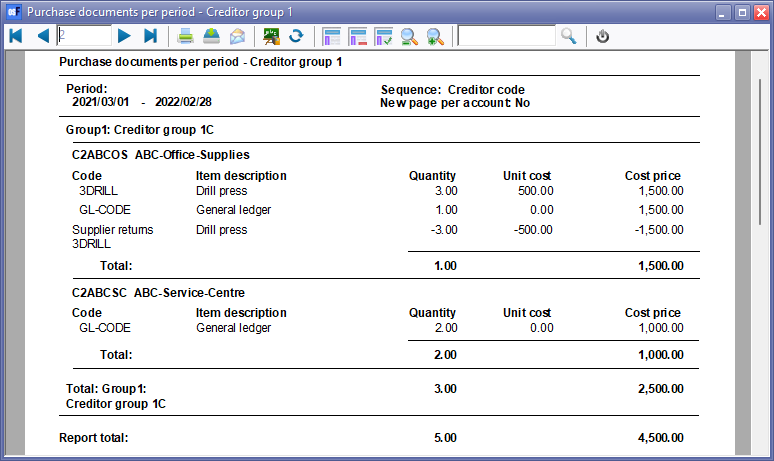 Purchase documents per period - Creditor group 1
2
Purchase documents per period - Creditor group 1
Period:
2021/03/01 - 2022/02/28
Sequence: Creditor code
New page per account: No
Group1: Creditor group 1C
C2ABCOS ABC-Office-Supplies
Code Item description Quantity Unit cost Cost price
3DRILL Drill press 3.00 500.00 1,500.00
GL-CODE General ledger 1.00 0.00 1,500.00
Supplier returns Drill press -3.00 -500.00 -1,500.00
3DRILL
Total: 1.00 1,500.00
C2ABCSC ABC-Service-Centre
Code Item description Quantity Unit cost Cost price
GL-CODE General ledger 2.00 0.00 1,000.00
Total: 2.00 1,000.00
Total: Group1: 3.00 2,500.00
Creditor group 1C
Report total: 5.00 4,500.00